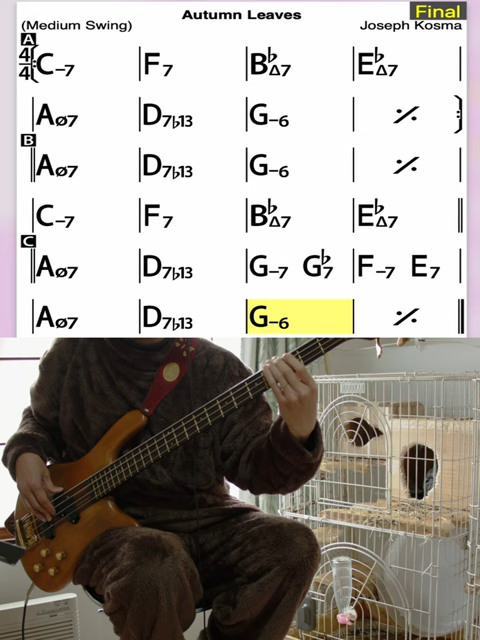 Autumn Leaves
Final
(Medium Swing)
Joseph Kosma
A
4/4 C–7 F7 B♭Δ7 E♭Δ7
Aø7 D7♭13 G–6 𝄎
B
Aø7 D7♭13 G–6 𝄎
C–7 F7 B♭Δ7 E♭Δ7
C
Aø7 D7♭13 G–7 G♭7 F–7 E7
Aø7 D7♭13 G–6 𝄎